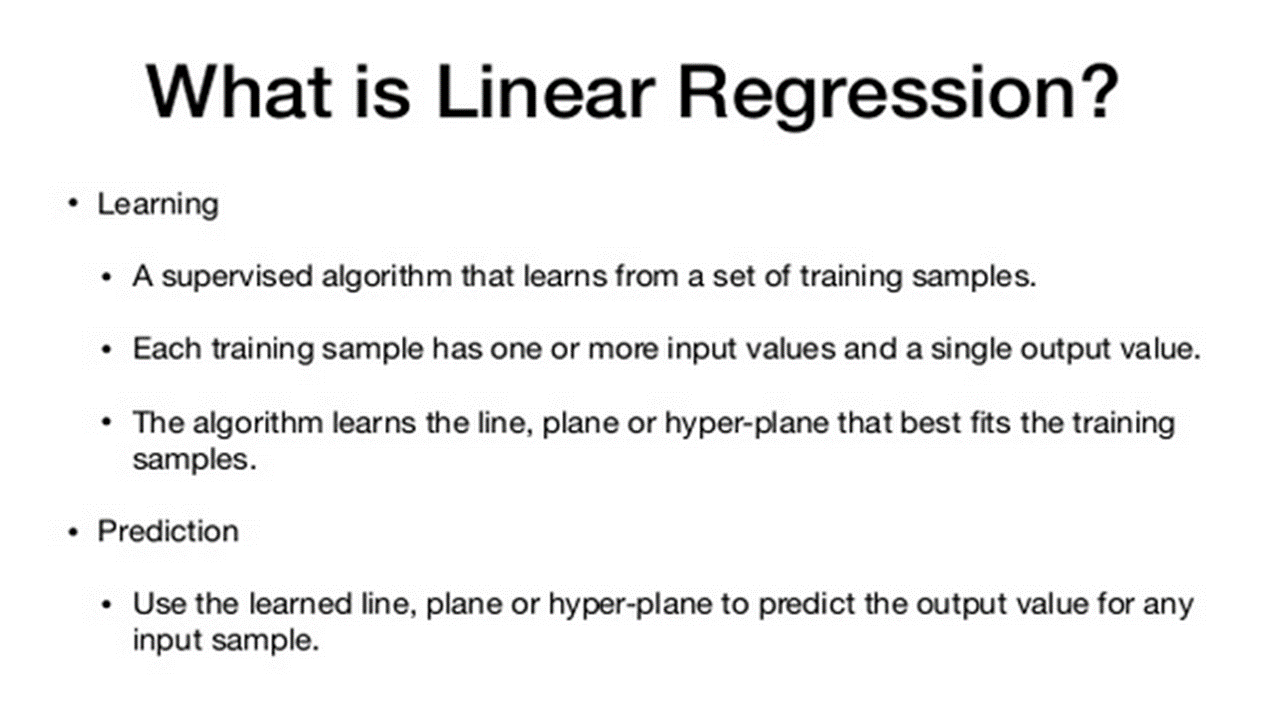 What is Linear Regression?
• Learning
• A supervised algorithm that learns from a set of training samples.
• Each training sample has one or more input values and a single output value.
• The algorithm learns the line, plane or hyper-plane that best fits the training
samples.
• Prediction
• Use the learned line, plane or hyper-plane to predict the output value for any
input sample.